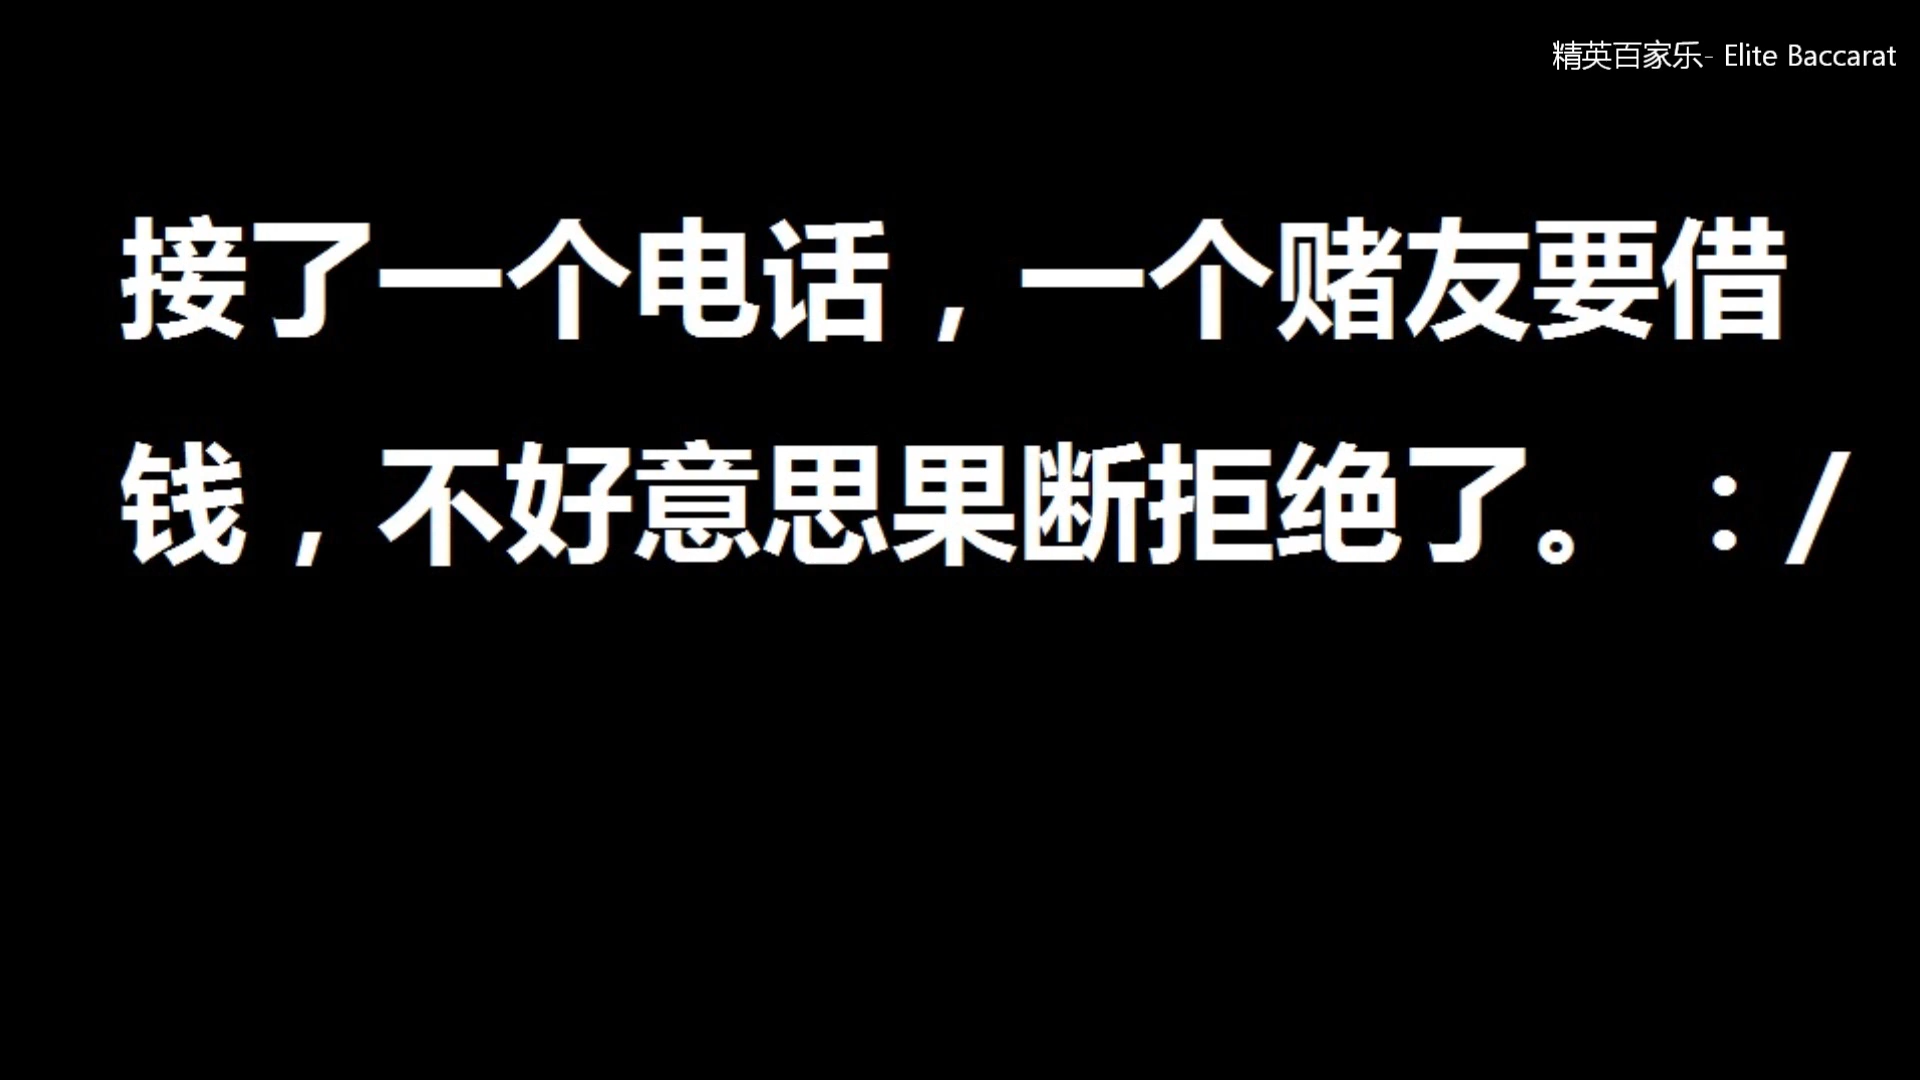 精英百家乐- Elite Baccarat
接了一个电话，一个赌友要借
钱，不好意思果断拒绝了。 ：/